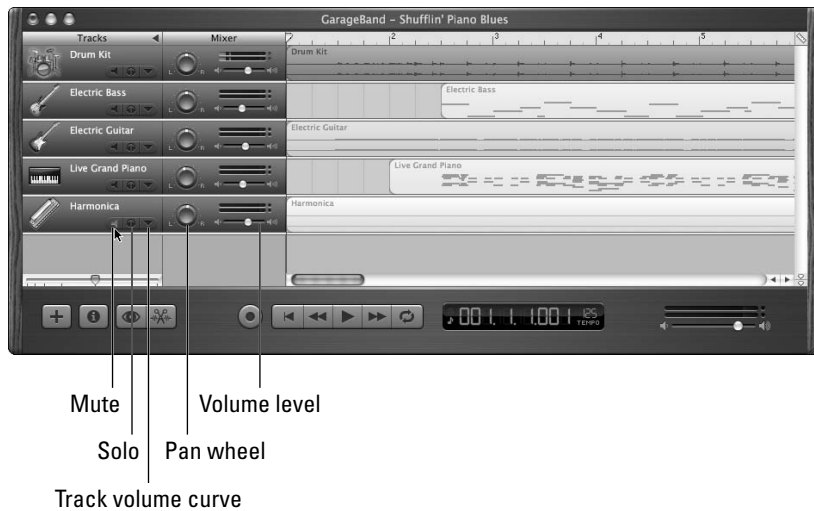 GarageBand – Shufflin' Piano Blues
Tracks Mixer 2 3 4 5
Drum Kit
L R
Drum Kit
Electric Bass
L R
Electric Bass
Electric Guitar
L R
Electric Guitar
Live Grand Piano
L R
Live Grand Piano
Harmonica
L R
Harmonica
001. 1. 1.001 125
TEMPO
Mute Volume level
Solo Pan wheel
Track volume curve